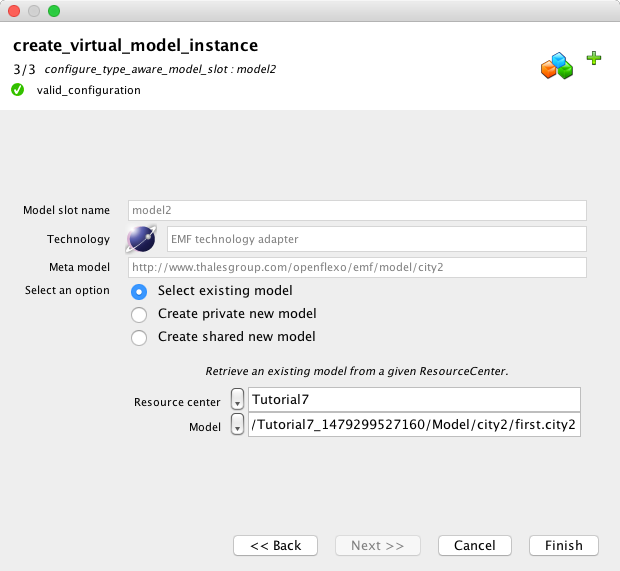 create_virtual_model_instance
3/3 configure_type_aware_model_slot : model2
valid_configuration
Model slot name model2
Technology EMF technology adapter
Meta model http://www.thalesgroup.com/openflexo/emf/model/city2
Select an option Select existing model
Create private new model
Create shared new model
Retrieve an existing model from a given ResourceCenter.
Resource center Tutorial7
Model /Tutorial7_1479299527160/Model/city2/first.city2
<< Back Next >> Cancel Finish